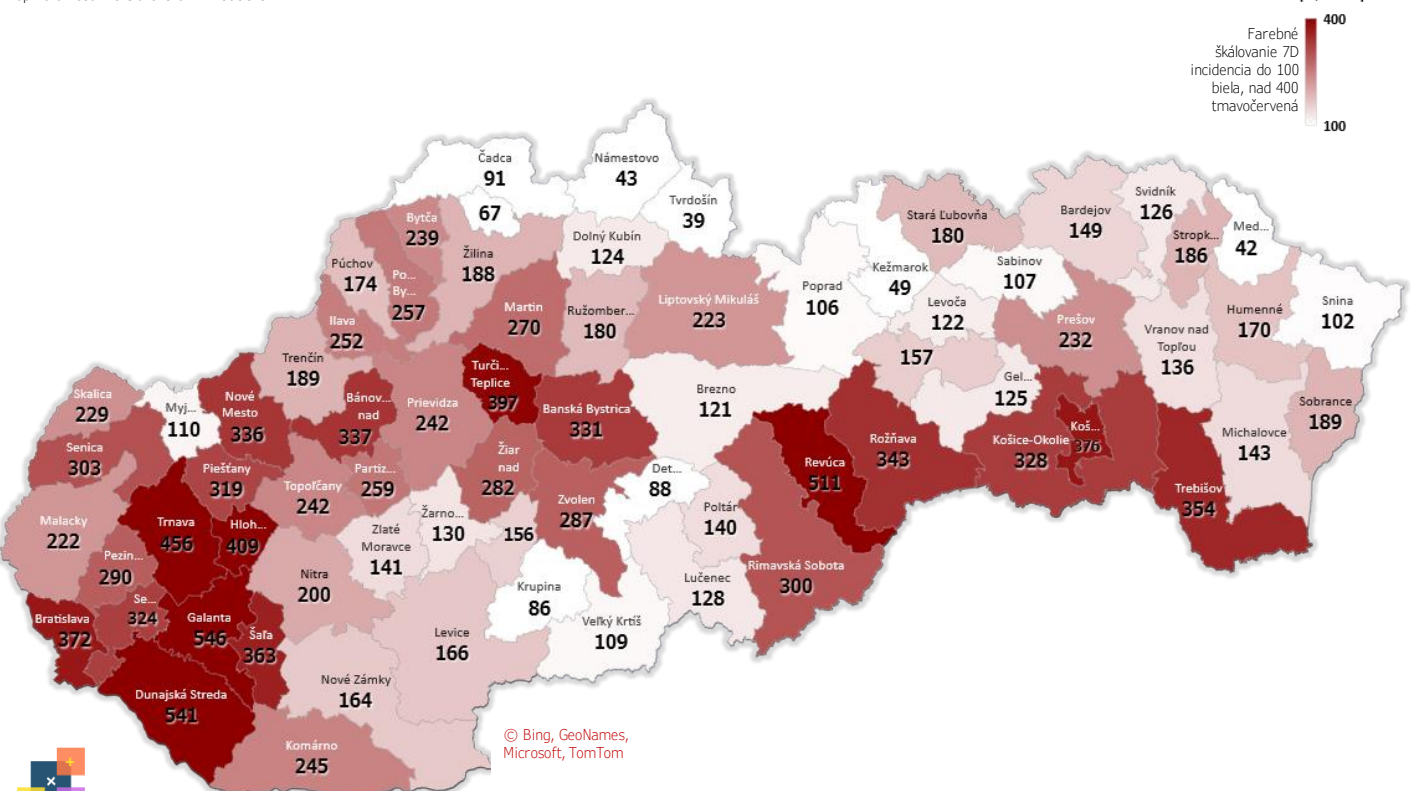 400
Farebné
škálovanie 7D
incidencia do 100
biela, nad 400
tmavočervená
100
Čadca
91
Námestovo
43
67
Tvrdošín
39
Bytča
239
Dolný Kubín
124
Žilina
188
Púchov
174
Po...
By...
257
Stará Ľubovňa
180
Bardejov
149
Svidník
126
Stropk...
186
Med...
42
Kežmarok
49
Sabinov
107
Poprad
106
Levoča
122
Snina
102
Humenné
170
Ilava
252
Martin
270
Ružomber...
180
Liptovský Mikuláš
223
Prešov
232
Vranov nad
Topľou
136
Trenčín
189
Turči...
Teplice
397
157
Gel...
125
Skalica
229
Myj...
110
Nové
Mesto
336
Bánov...
nad
337
Prievidza
242
Banská Bystrica
331
Brezno
121
Sobrance
189
Senica
303
Rožňava
343
Košice-Okolie
328
Koš...
376
Michalovce
143
Piešťany
319
Žiar
nad
282
Partiz...
259
Topoľčany
242
Revúca
511
Det...
88
Trebišov
354
Zvolen
287
Malacky
222
Trnava
456
Hloh...
409
Zlaté
Moravce
141
Žarno...
130
156
Poltár
140
Pezin...
290
Nitra
200
Krupina
86
Lučenec
128
Rimavská Sobota
300
Se...
324
Bratislava
372
Galanta
546
Šaľa
363
Levice
166
Veľký Krtíš
109
Nové Zámky
164
Dunajská Streda
541
Komárno
245
© Bing, GeoNames,
Microsoft, TomTom